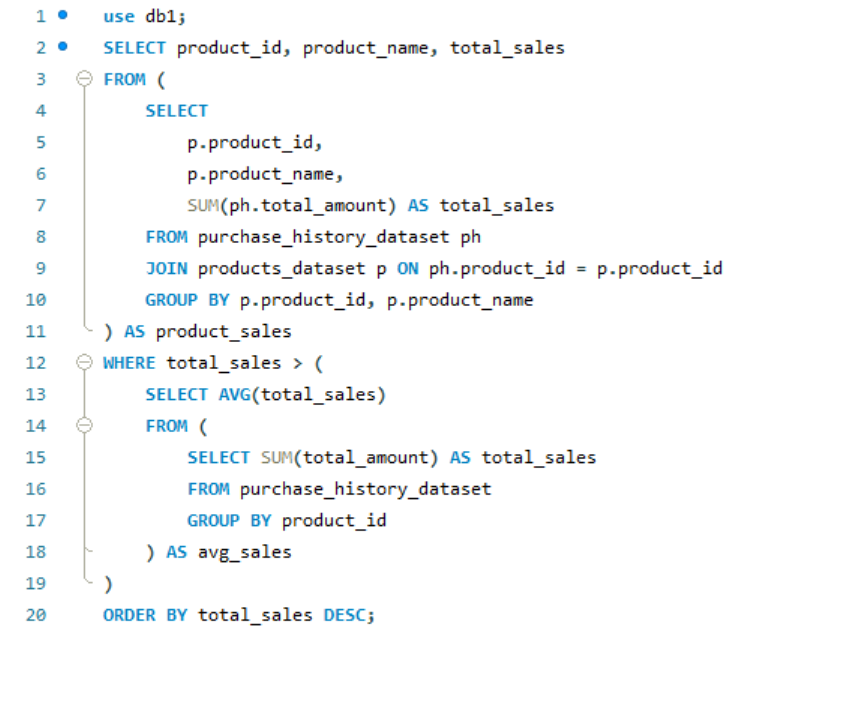 1 use db1;
2 SELECT product_id, product_name, total_sales
3 FROM (
4 SELECT
5 p.product_id,
6 p.product_name,
7 SUM(ph.total_amount) AS total_sales
8 FROM purchase_history_dataset ph
9 JOIN products_dataset p ON ph.product_id = p.product_id
10 GROUP BY p.product_id, p.product_name
11 ) AS product_sales
12 WHERE total_sales > (
13 SELECT AVG(total_sales)
14 FROM (
15 SELECT SUM(total_amount) AS total_sales
16 FROM purchase_history_dataset
17 GROUP BY product_id
18 ) AS avg_sales
19 )
20 ORDER BY total_sales DESC;